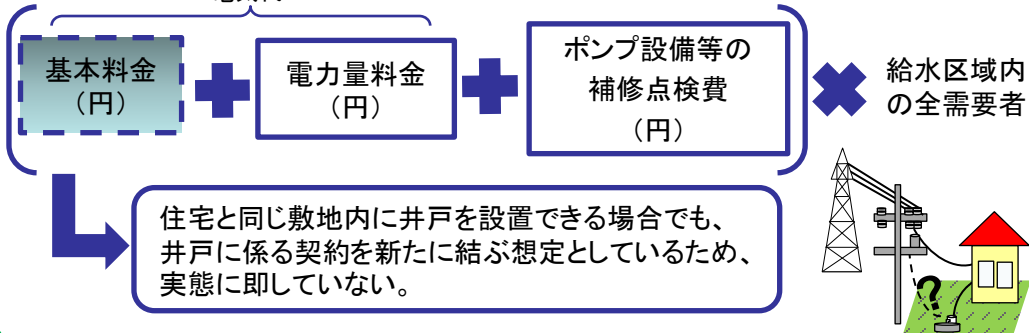 基本料金
（円）
電力量料金
（円）
ポンプ設備等の
補修点検費
（円）
給水区域内
の全需要者
住宅と同じ敷地内に井戸を設置できる場合でも、
井戸に係る契約を新たに結ぶ想定としているため、
実態に即していない。
?